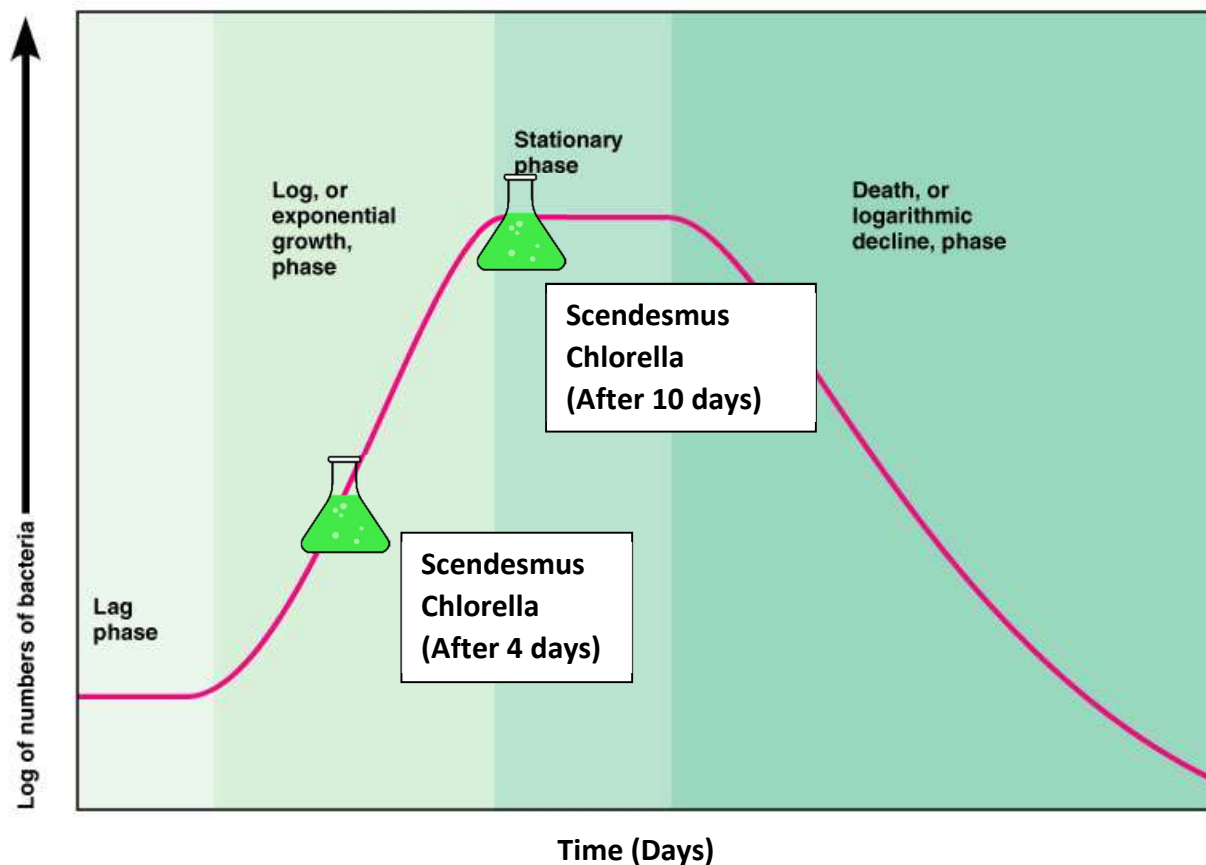 Log of numbers of bacteria
Lag
phase
Log, or
exponential
growth,
phase
Stationary
phase
Death, or
logarithmic
decline, phase
Scendesmus
Chlorella
(After 4 days)
Scendesmus
Chlorella
(After 10 days)
Time (Days)